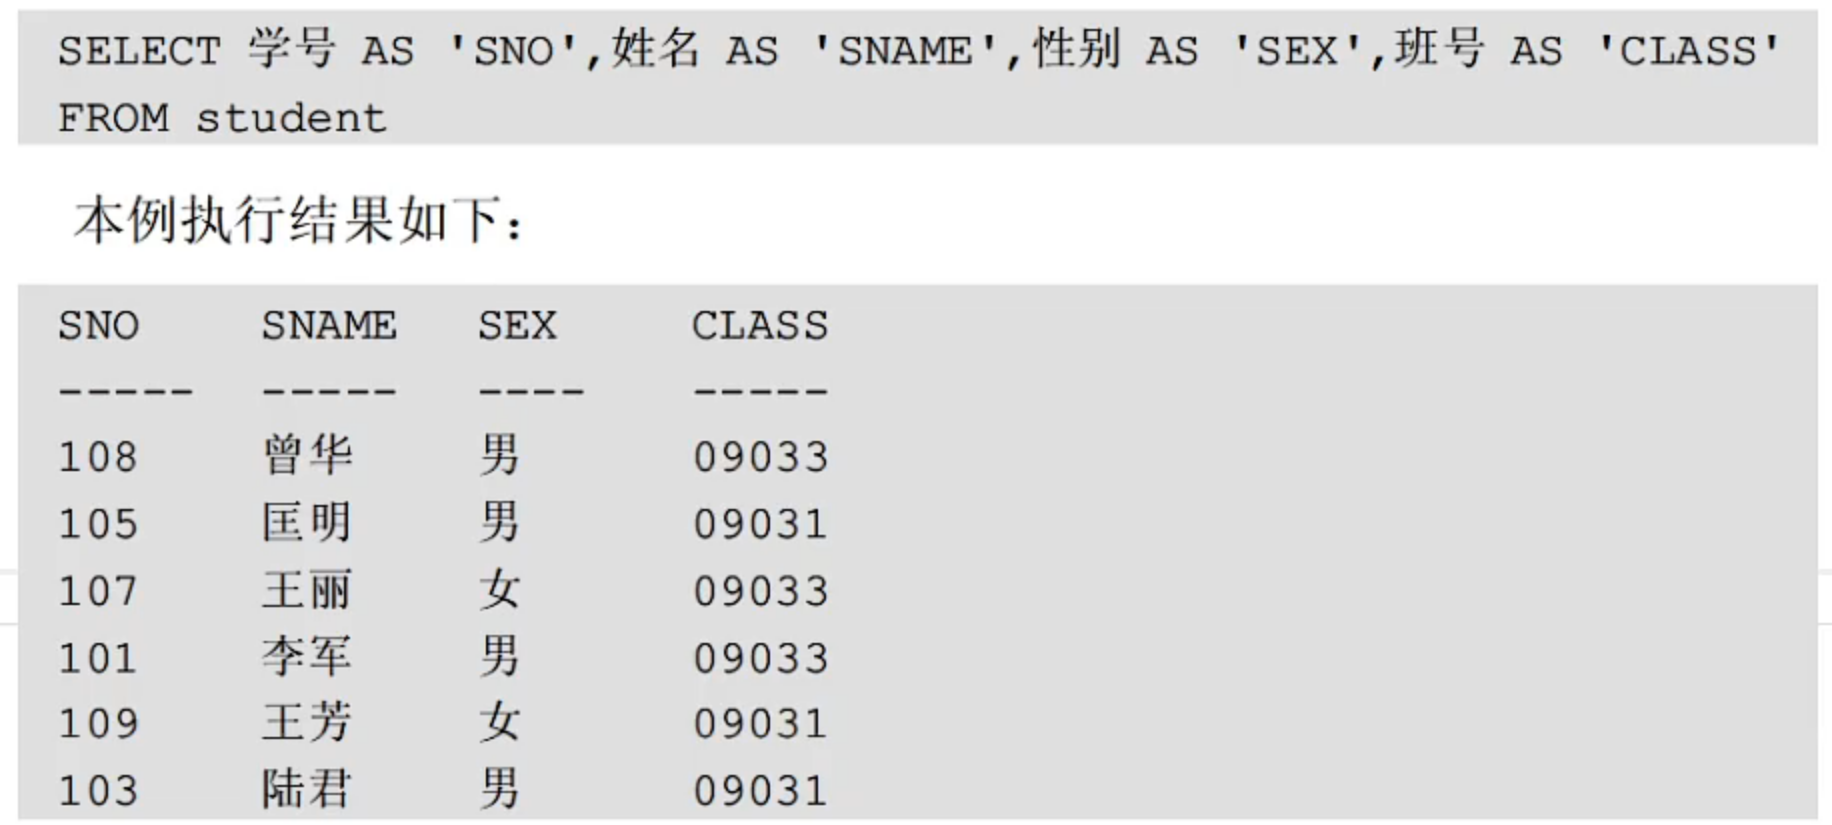 SELECT 学号 AS 'SNO',姓名 AS 'SNAME',性别 AS 'SEX',班号 AS 'CLASS'
FROM student
本例执行结果如下：
SNO SNAME SEX CLASS
----- ----- ---- -----
108 曾华 男 09033
105 匡明 男 09031
107 王丽 女 09033
101 李军 男 09033
109 王芳 女 09031
103 陆君 男 09031